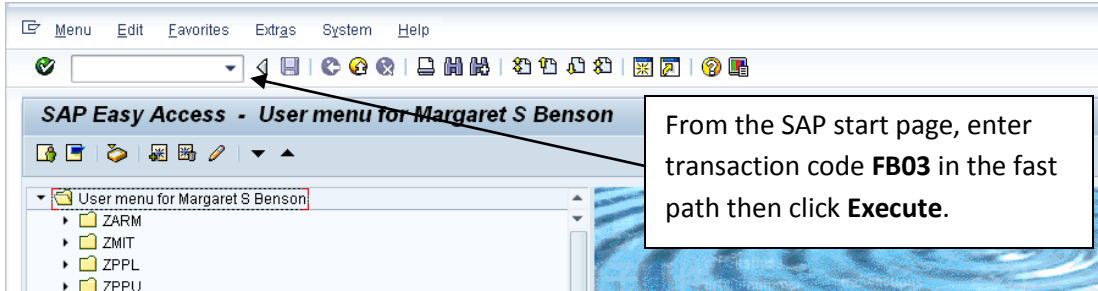 Menu Edit Favorites Extras System Help
SAP Easy Access - User menu for Margaret S Benson
From the SAP start page, enter
transaction code FB03 in the fast
path then click Execute.
User menu for Margaret S Benson
ZARM
ZMIT
ZPPL
ZPPU